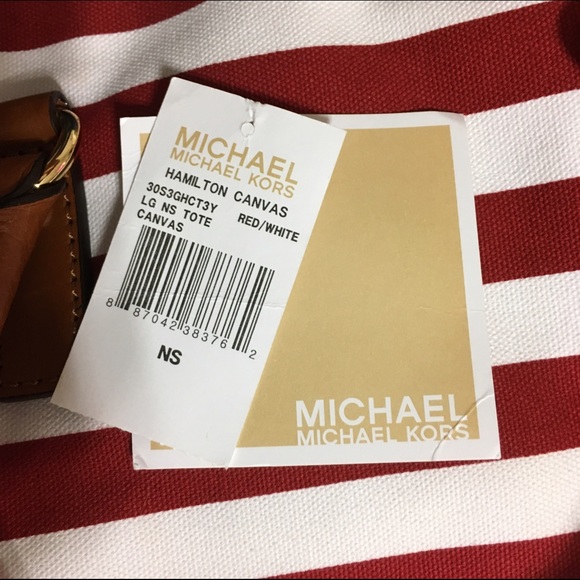 MICHAEL
MICHAEL KORS
HAMILTON CANVAS
30S3GHCT3Y RED/WHITE
LG NS TOTE
CANVAS
8 87042 38376 2
NS
MICHAEL
MICHAEL KORS